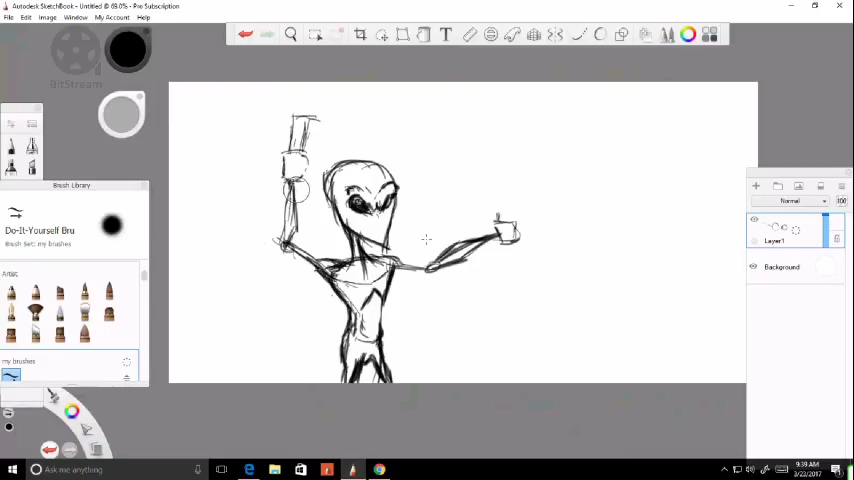 Autodesk SketchBook - Untitled @ 69.0% - Pre Subscription
File Edit Image Window My Account Help
BitStream
T
Brush Library
Do-It-Yourself Bru
Brush Set: my brushes
Artist
my brushes
Normal
100
Layer1
Background
Ask me anything
9:39 AM
3/23/2017